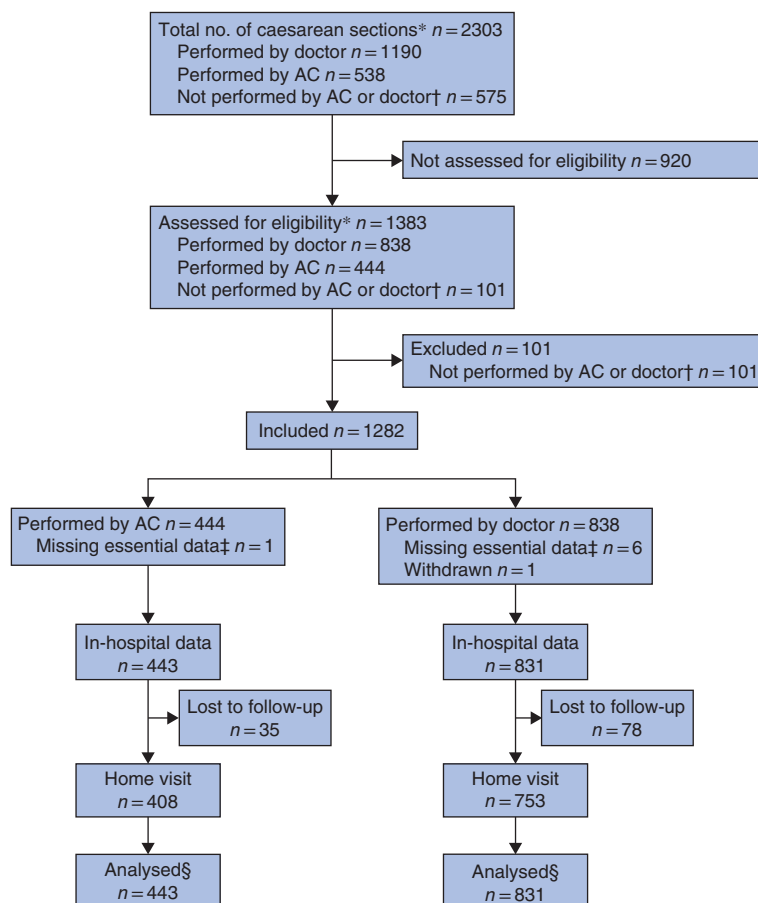 Total no. of caesarean sections* n = 2303
Performed by doctor n = 1190
Performed by AC n = 538
Not performed by AC or doctor† n = 575
Not assessed for eligibility n = 920
Assessed for eligibility* n = 1383
Performed by doctor n = 838
Performed by AC n = 444
Not performed by AC or doctor† n = 101
Excluded n = 101
Not performed by AC or doctor† n = 101
Included n = 1282
Performed by AC n = 444
Missing essential data‡ n = 1
Performed by doctor n = 838
Missing essential data‡ n = 6
Withdrawn n = 1
In-hospital data
n = 443
In-hospital data
n = 831
Lost to follow-up
n = 35
Lost to follow-up
n = 78
Home visit
n = 408
Home visit
n = 753
Analysed§
n = 443
Analysed§
n = 831